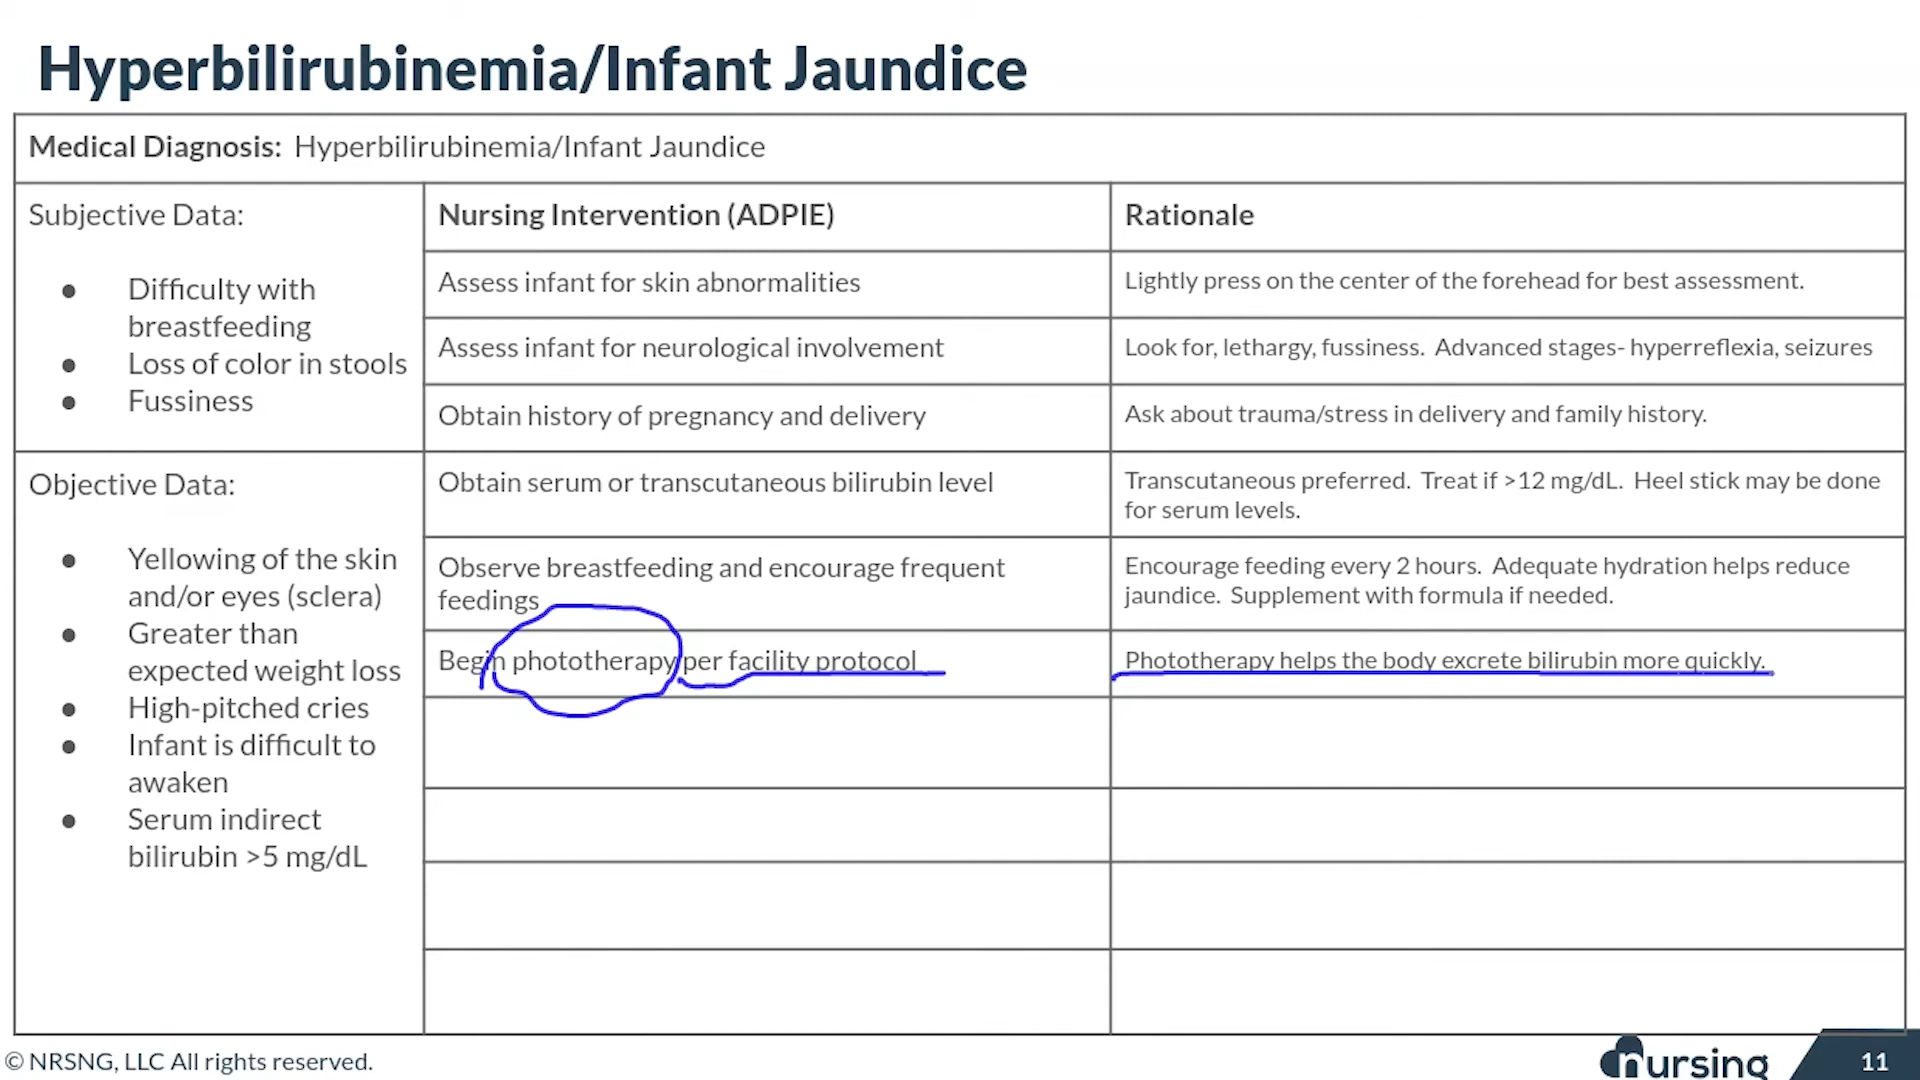 Hyperbilirubinemia/Infant Jaundice
Medical Diagnosis: Hyperbilirubinemia/Infant Jaundice
Subjective Data:
● Difficulty with
breastfeeding
● Loss of color in stools
● Fussiness
Objective Data:
● Yellowing of the skin
and/or eyes (sclera)
● Greater than
expected weight loss
● High-pitched cries
● Infant is difficult to
awaken
● Serum indirect
bilirubin >5 mg/dL
Nursing Intervention (ADPIE)
Rationale
Assess infant for skin abnormalities
Lightly press on the center of the forehead for best assessment.
Assess infant for neurological involvement
Look for, lethargy, fussiness. Advanced stages- hyperreflexia, seizures
Obtain history of pregnancy and delivery
Ask about trauma/stress in delivery and family history.
Obtain serum or transcutaneous bilirubin level
Transcutaneous preferred. Treat if >12 mg/dL. Heel stick may be done
for serum levels.
Observe breastfeeding and encourage frequent
feedings
Encourage feeding every 2 hours. Adequate hydration helps reduce
jaundice. Supplement with formula if needed.
Begin phototherapy per facility protocol
Phototherapy helps the body excrete bilirubin more quickly.
© NRSNG, LLC All rights reserved.
nursing
11